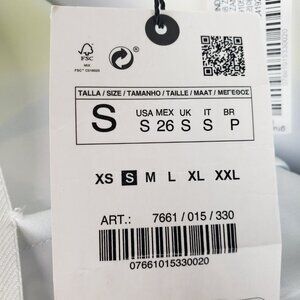 FSC
MIX
TALLA / SIZE / TAMANHO / TAILLE / MAAT / ΜΕΓΕΘΟΣ
S
USA MEX UK IT BR
S 26 S S P
XS S M L XL XXL
ART.: 7661 / 015 / 330
07661015330020